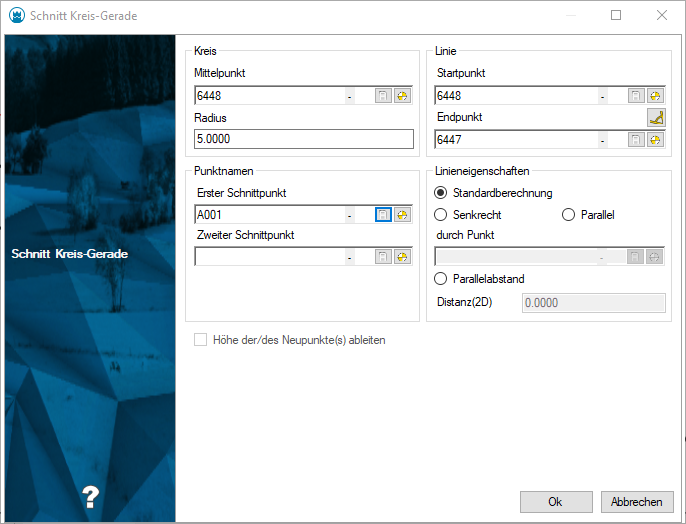 Schnitt Kreis-Gerade
Schnitt Kreis-Gerade
?
Kreis
Mittelpunkt
6448 -
Radius
5.0000
Linie
Startpunkt
6448 -
Endpunkt
6447 -
Punktnamen
Erster Schnittpunkt
A001 -
Zweiter Schnittpunkt
-
Linieneigenschaften
Standardberechnung
Senkrecht Parallel
durch Punkt
-
Parallelabstand
Distanz(2D) 0.0000
Höhe der/des Neupunkte(s) ableiten
Ok Abbrechen